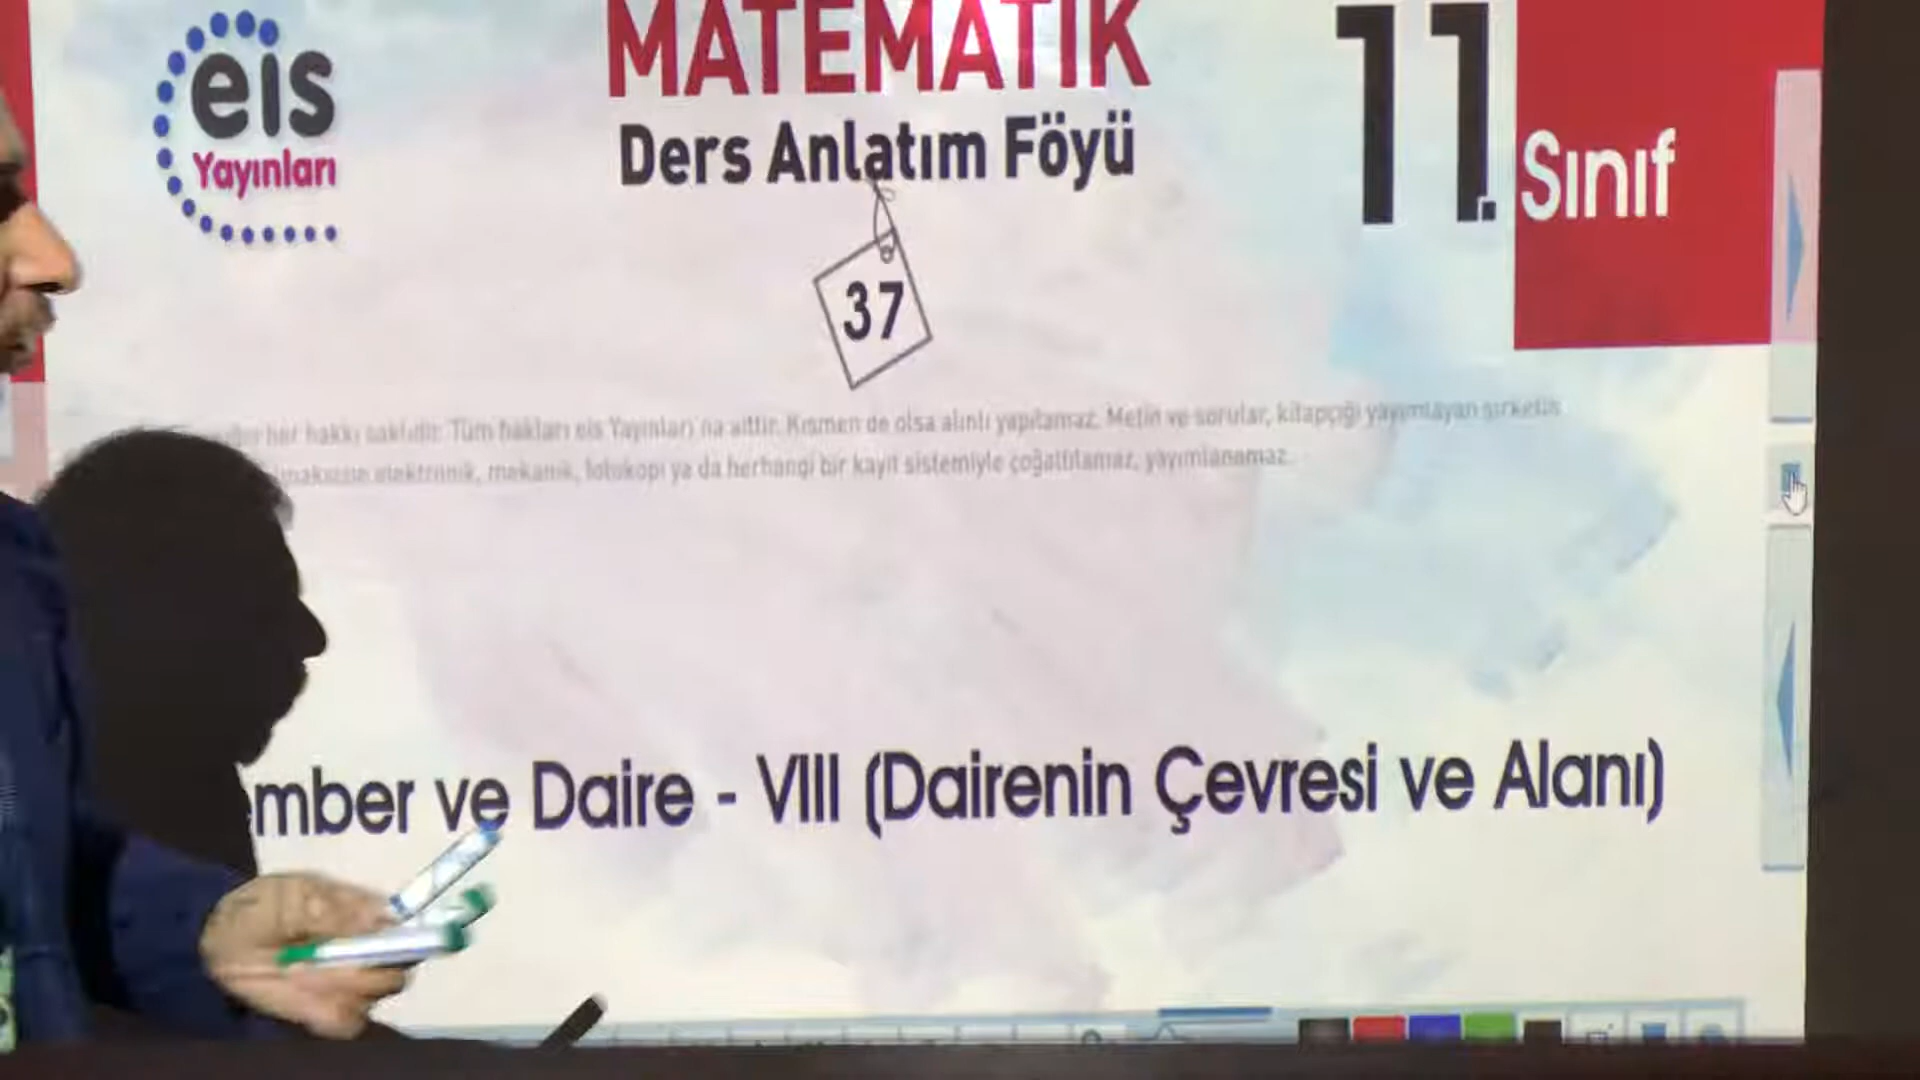 MATEMATİK
eis
Yayınları
Ders Anlatım Föyü
11. Sınıf
37
her hakkı saklıdır. Tüm hakları eis Yayınları'na aittir. Kısmen de olsa alıntı yapılamaz. Metin ve sorular, kitapçığı yayımlayan şirketin
elektronik, mekanik, fotokopi ya da herhangi bir kayıt sistemiyle çoğaltılamaz, yayımlanamaz.
mber ve Daire - VIII (Dairenin Çevresi ve Alanı)